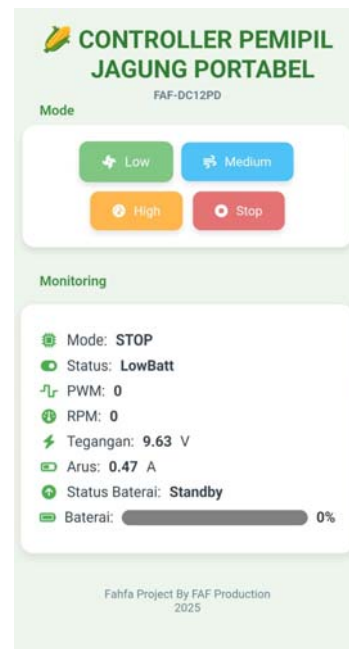 CONTROLLER PEMIPIL
JAGUNG PORTABEL
FAF-DC12PD
Mode
Low
Medium
High
Stop
Monitoring
Mode: STOP
Status: LowBatt
PWM: 0
RPM: 0
Tegangan: 9.63 V
Arus: 0.47 A
Status Baterai: Standby
Baterai: 0%
Fahfa Project By FAF Production
2025